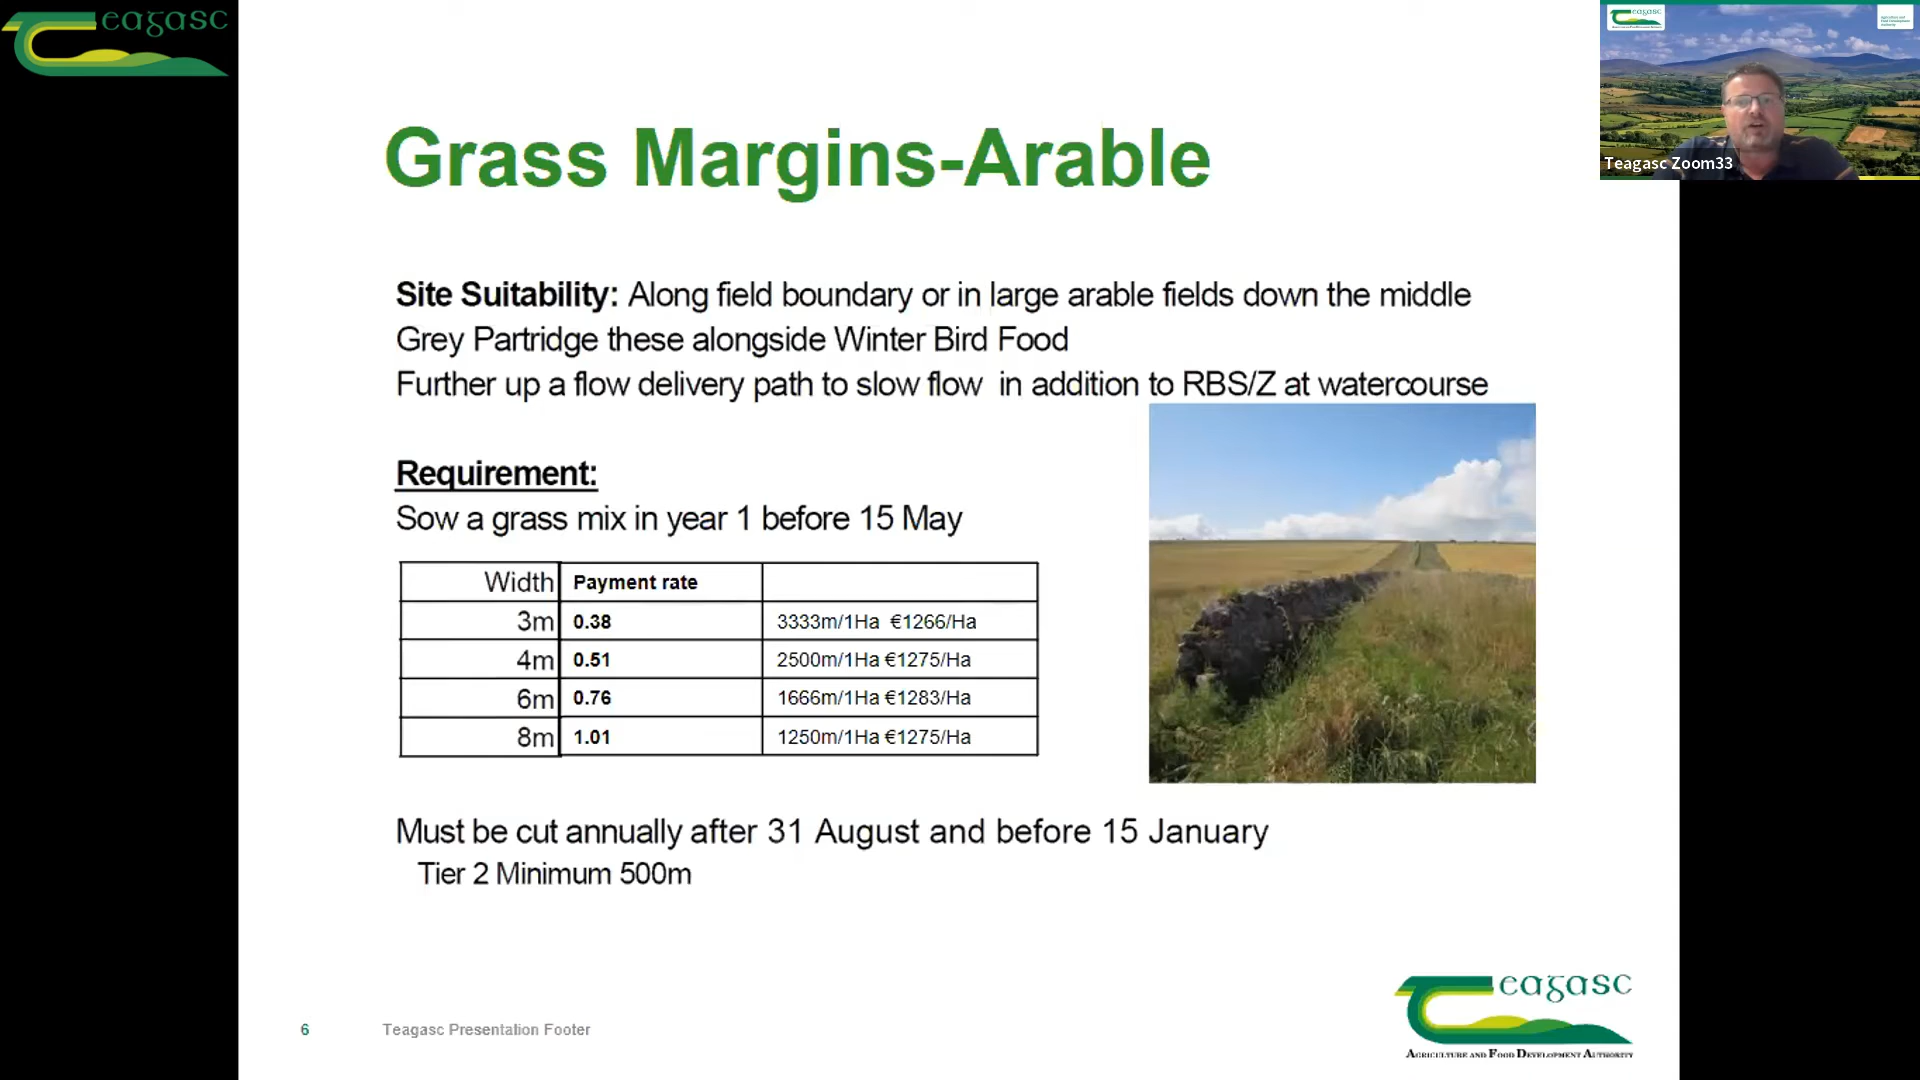 eagasc
eagasc
Teagasc Zoom33
Grass Margins-Arable
Site Suitability: Along field boundary or in large arable fields down the middle
Grey Partridge these alongside Winter Bird Food
Further up a flow delivery path to slow flow in addition to RBS/Z at watercourse
Requirement:
Sow a grass mix in year 1 before 15 May
Width Payment rate
3m 0.38 3333m/1Ha €1266/Ha
4m 0.51 2500m/1Ha €1275/Ha
6m 0.76 1666m/1Ha €1283/Ha
8m 1.01 1250m/1Ha €1275/Ha
Must be cut annually after 31 August and before 15 January
Tier 2 Minimum 500m
eagasc
AGRICULTURE AND FOOD DEVELOPMENT AUTHORITY
6 Teagasc Presentation Footer